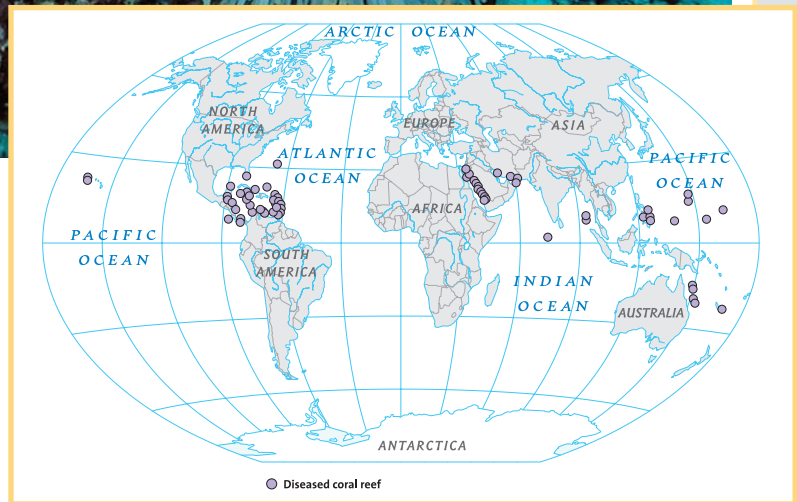 ARCTIC OCEAN
NORTH
AMERICA
EUROPE
ASIA
ATLANTIC
OCEAN
PACIFIC
OCEAN
AFRICA
PACIFIC
OCEAN
SOUTH
AMERICA
INDIAN
OCEAN
AUSTRALIA
ANTARCTICA
Diseased coral reef